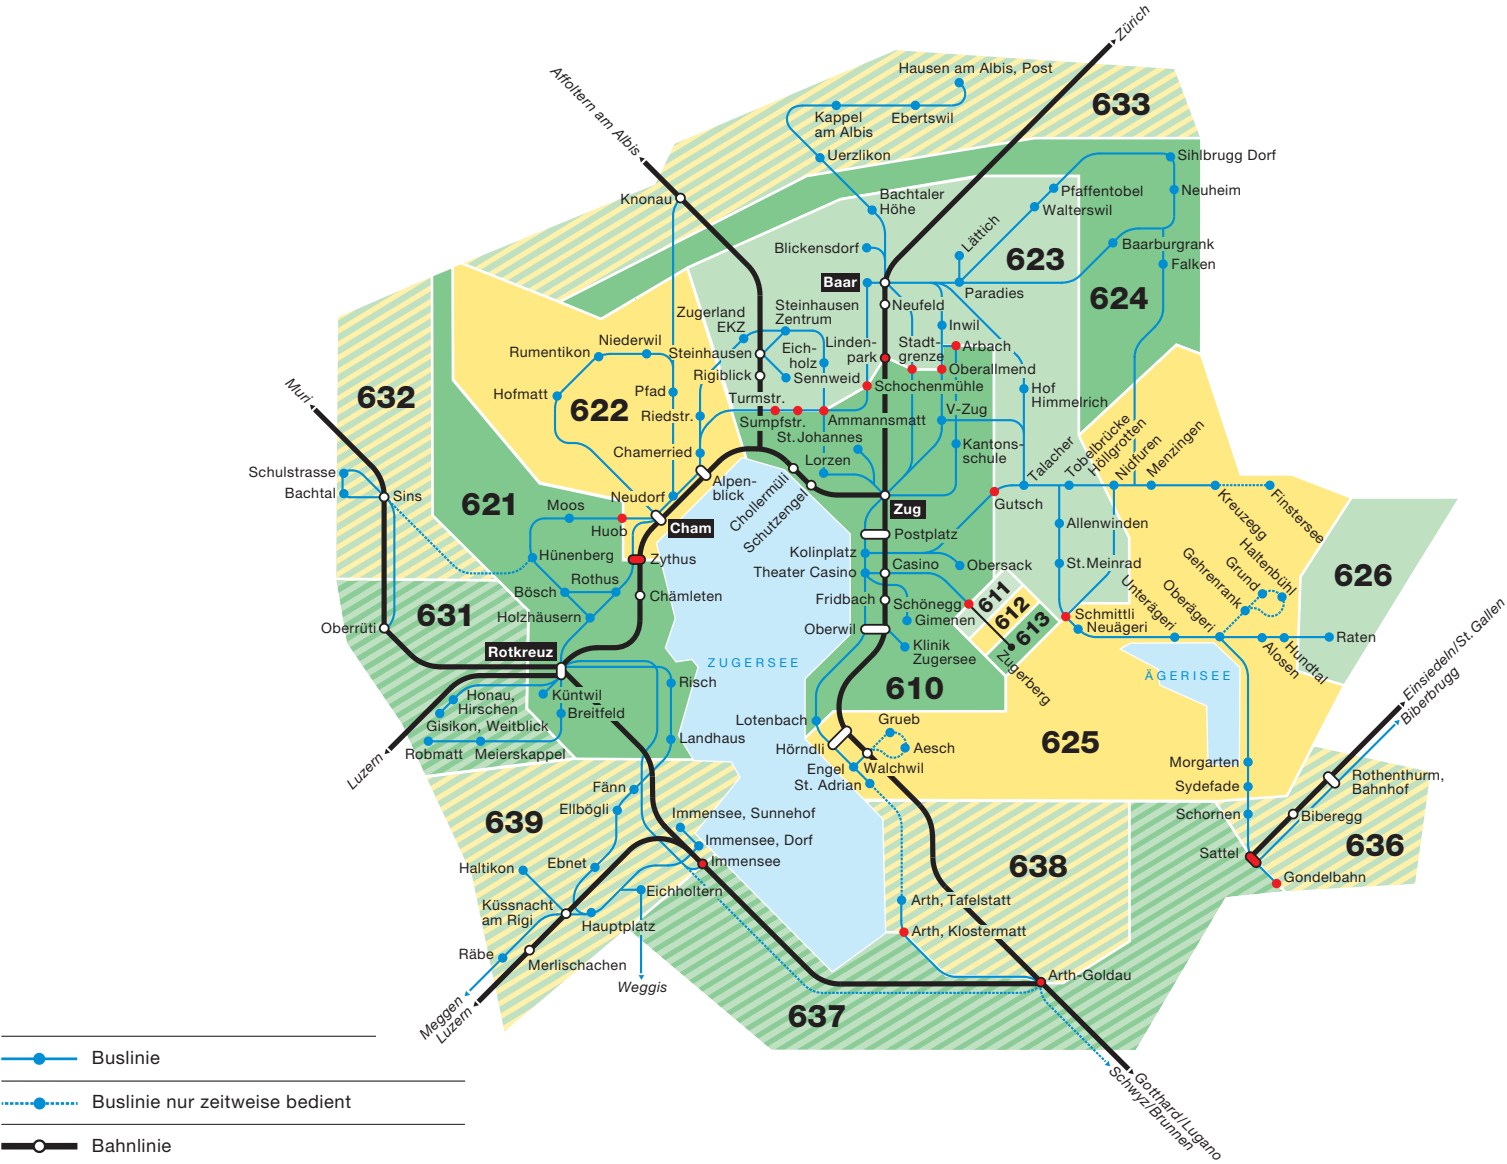 Zürich
Affoltern am Albis
Hausen am Albis, Post
633
Kappel
am Albis
Ebertswil
Uerzlikon
Sihlbrugg Dorf
Knonau
Bachtaler
Höhe
Pfaffentobel
Neuheim
Walterswil
Lättich
Blickensdorf
623
Baarburgrank
Falken
Baar
Paradies
624
Zugerland
EKZ
Steinhausen
Zentrum
Neufeld
Inwil
Niederwil
Rumentikon
Steinhausen
Eich-
holz
Linden-
park
Stadt-
grenze
Arbach
Rigiblick
Sennweid
Oberallmend
Schochenmühle
Muri
632
Hofmatt
622
Pfad
Turmstr.
Hof
Himmelrich
Riedstr.
Sumpfstr.
Ammannsmatt
V-Zug
St.Johannes
Chamerried
Lorzen
Kantons-
schule
Talacher
Tobelbrücke
Höllgrotten
Nidfuren
Menzingen
Schulstrasse
Bachtal
Sins
621
Neudorf
Alpen-
blick
Chollermüli
Schutzengel
Moos
Huob
Cham
Zug
Gutsch
Kreuzegg
Finstersee
Allenwinden
Postplatz
Hünenberg
Zythus
Kolinplatz
Theater Casino
Casino
Obersack
St.Meinrad
Gehrenrank
Grund
Haltenbühl
626
Rothus
Bösch
Chämleten
Fridbach
Schönegg
611
612
613
Unterägeri
Oberägeri
631
Holzhäusern
Gimenen
Schmittli
Neuägeri
Oberrüti
Oberwil
Raten
Rotkreuz
Klinik
Zugersee
Zugerberg
Alosen
Hundtal
ZUGERSEE
ÄGERISEE
Einsiedeln/St. Gallen
Biberbrugg
Risch
610
Honau,
Hirschen
Küntwil
Gisikon, Weitblick
Breitfeld
Lotenbach
Grueb
Robmatt
Meierskappel
Landhaus
Hörndli
Aesch
625
Luzern
Engel
Walchwil
Morgarten
St. Adrian
Sydefade
Rothenthurm,
Bahnhof
Fänn
Ellbögli
Immensee, Sunnehof
Schornen
Biberegg
639
Immensee, Dorf
Sattel
636
Haltikon
Ebnet
Immensee
638
Gondelbahn
Eichholtern
Küssnacht
am Rigi
Arth, Tafelstatt
Hauptplatz
Arth, Klostermatt
Räbe
Merlischachen
Arth-Goldau
Weggis
Meggen
Luzern
637
Buslinie
Buslinie nur zeitweise bedient
Bahnlinie
Gotthard/Lugano
Schwyz/Brunnen